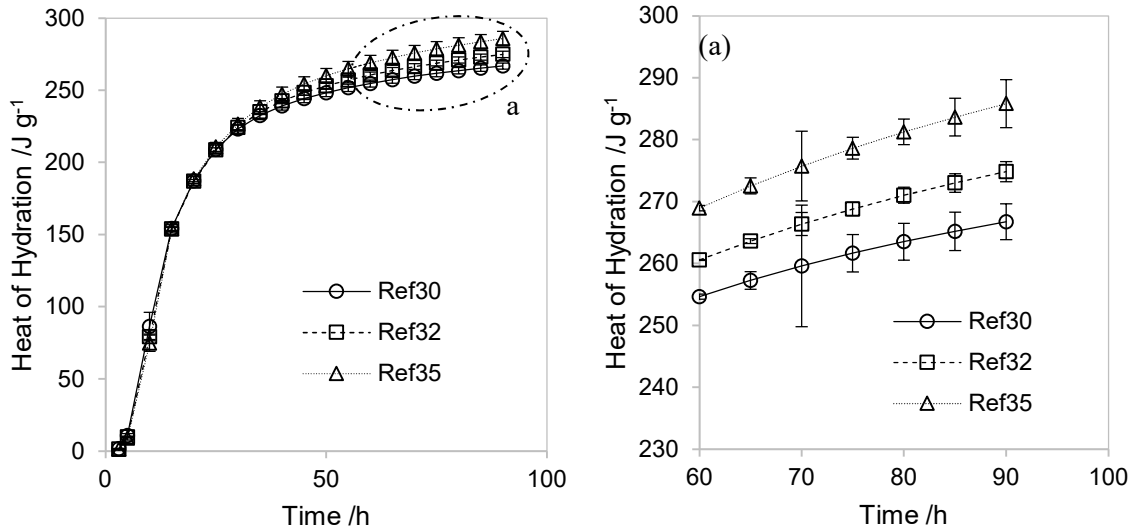 300
250
200
150
100
50
0
Heat of Hydration /J g-1
a
Ref30
Ref32
Ref35
0 50 100
Time /h
(a)
300
290
280
270
260
250
240
230
Heat of Hydration /J g-1
Ref30
Ref32
Ref35
60 70 80 90 100
Time /h